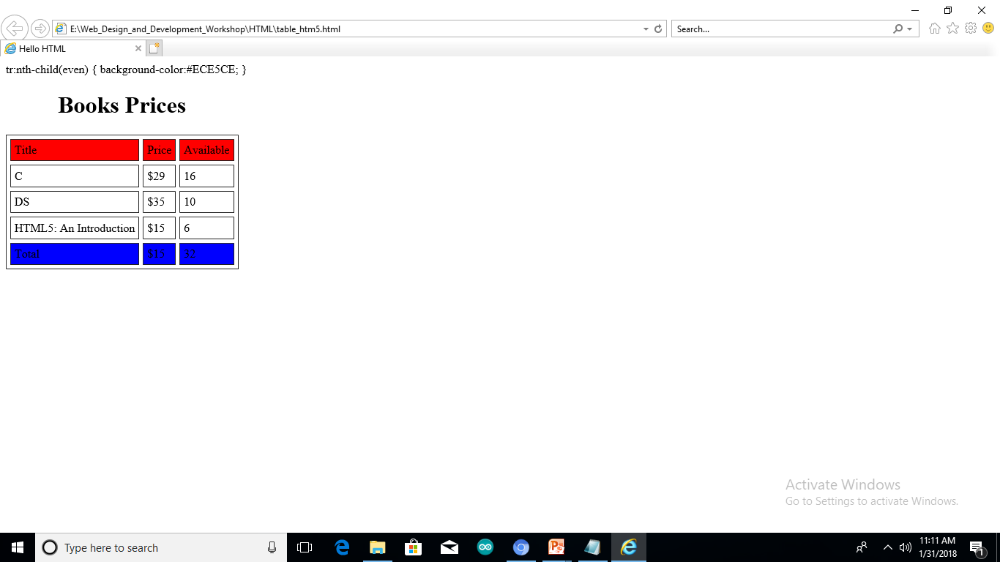 E:\Web_Design_and_Development_Workshop\HTML\table_htm5.html
Search...
Hello HTML
tr:nth-child(even) { background-color:#ECE5CE; }
Books Prices
Title Price Available
C $29 16
DS $35 10
HTML5: An Introduction $15 6
Total $15 32
Activate Windows
Go to Settings to activate Windows.
Type here to search
11:11 AM
1/31/2018
1